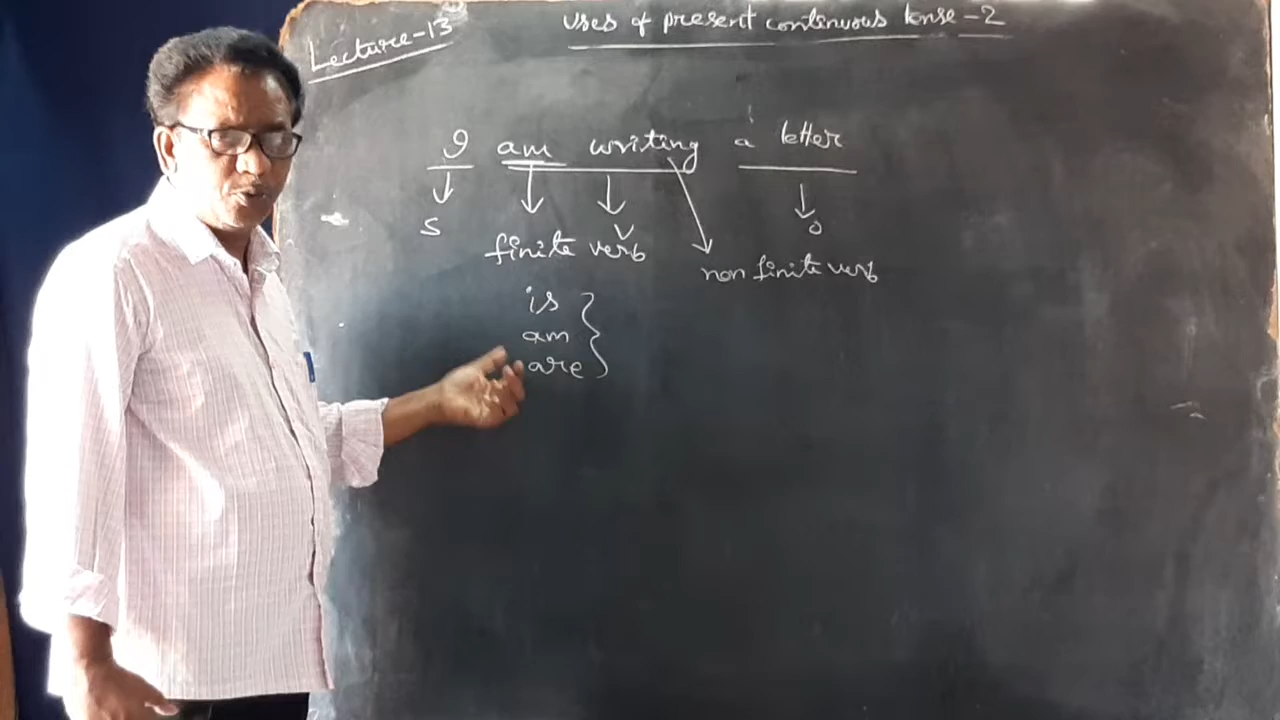 Lecture-13
Uses of present continuous tense-2
I am writing a letter
S V O
finite verb
non finite verb
is
am
are